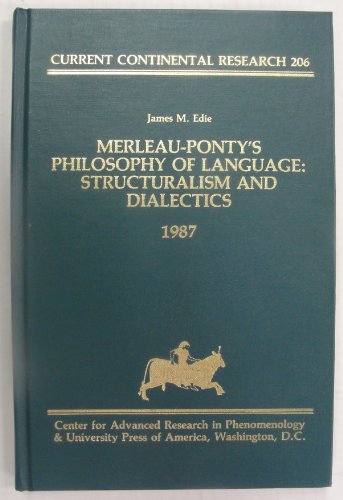 CURRENT CONTINENTAL RESEARCH 206
James M. Edie
MERLEAU-PONTY'S
PHILOSOPHY OF LANGUAGE:
STRUCTURALISM AND
DIALECTICS
1987
Center for Advanced Research in Phenomenology
& University Press of America, Washington, D.C.